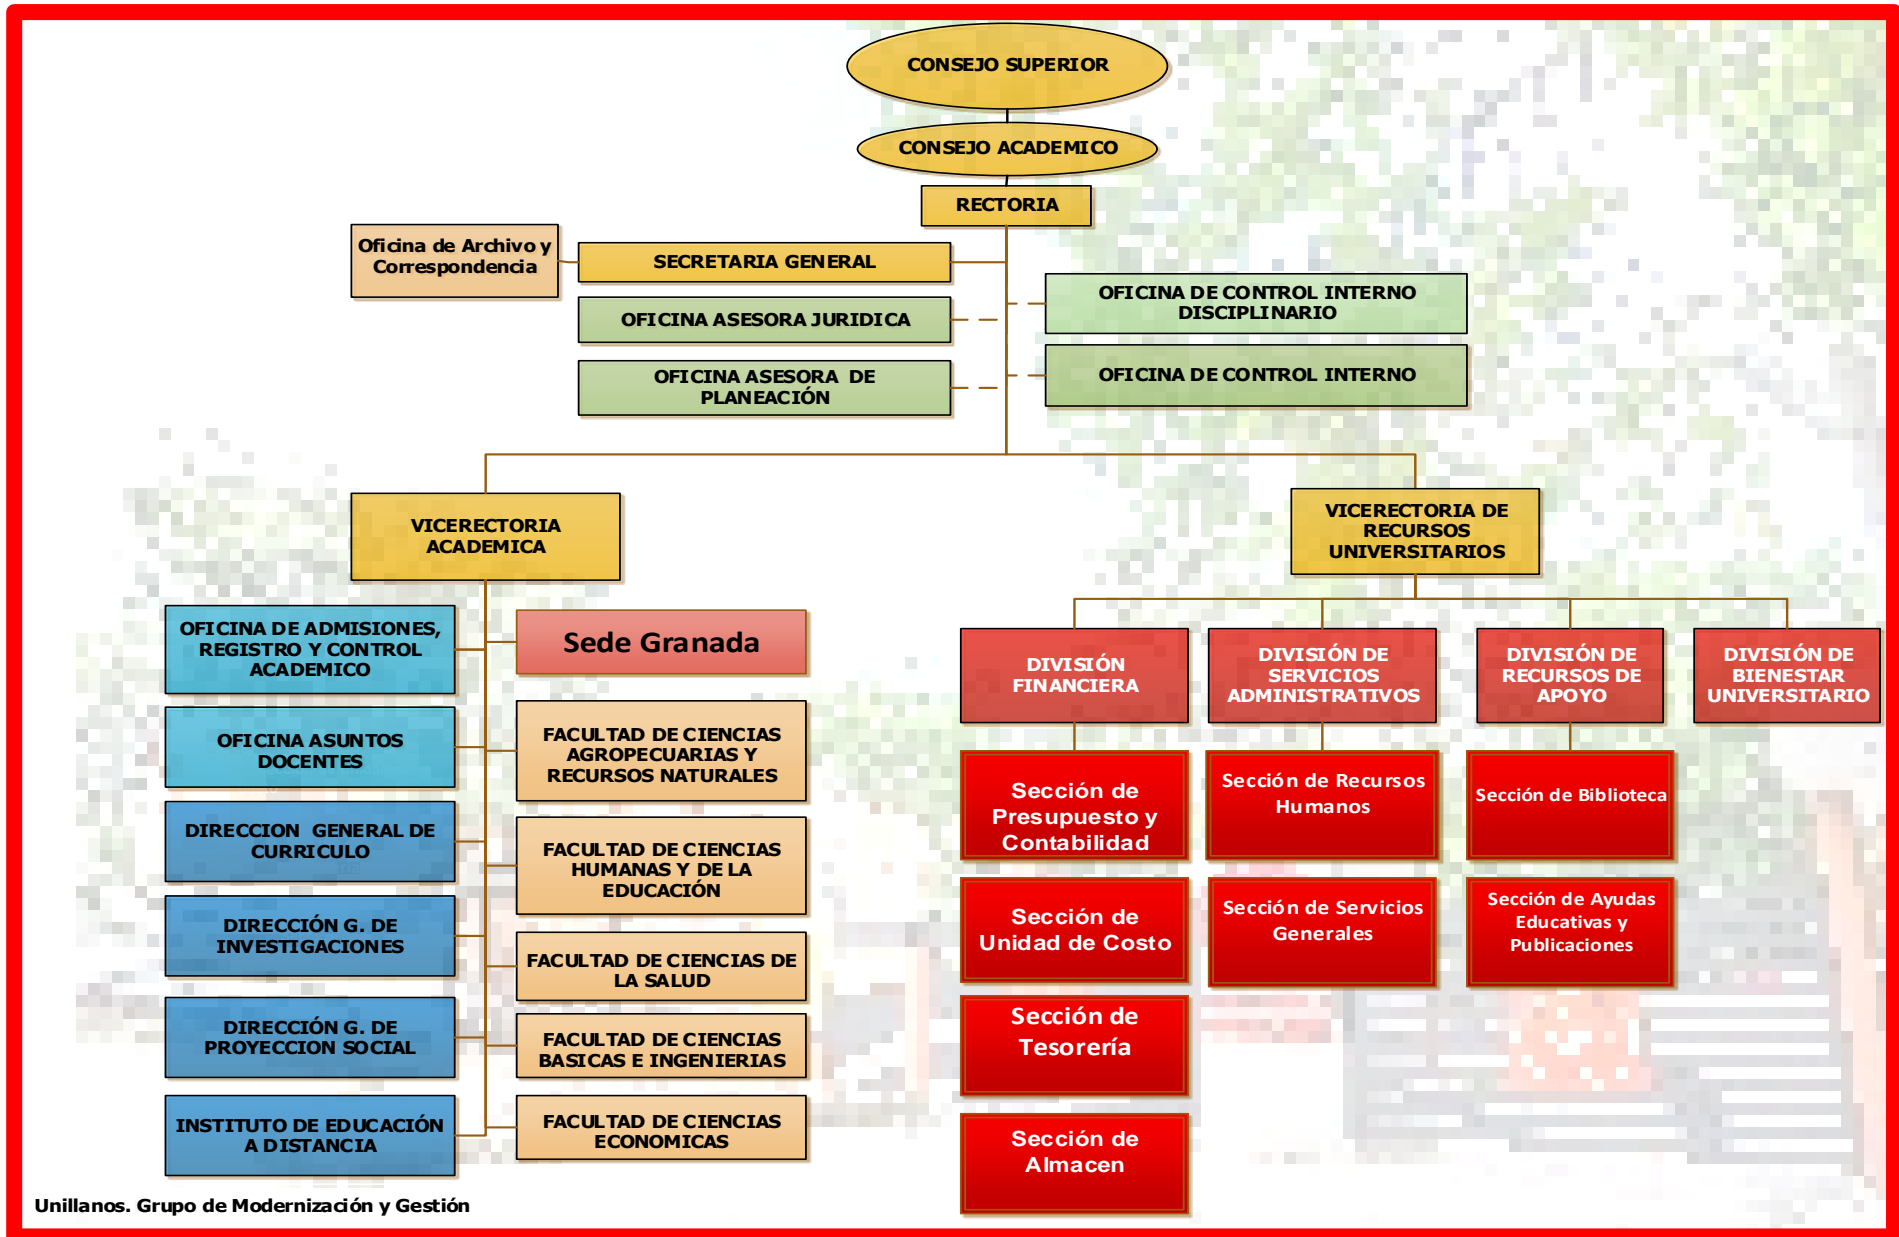 CONSEJO SUPERIOR
CONSEJO ACADEMICO
RECTORIA
Oficina de Archivo y
Correspondencia
SECRETARIA GENERAL
OFICINA ASESORA JURIDICA
OFICINA ASESORA DE
PLANEACIÓN
OFICINA DE CONTROL INTERNO
DISCIPLINARIO
OFICINA DE CONTROL INTERNO
VICERECTORIA
ACADEMICA
VICERECTORIA DE
RECURSOS
UNIVERSITARIOS
OFICINA DE ADMISIONES,
REGISTRO Y CONTROL
ACADEMICO
OFICINA ASUNTOS
DOCENTES
DIRECCION GENERAL DE
CURRICULO
DIRECCIÓN G. DE
INVESTIGACIONES
DIRECCIÓN G. DE
PROYECCION SOCIAL
INSTITUTO DE EDUCACIÓN
A DISTANCIA
Sede Granada
FACULTAD DE CIENCIAS
AGROPECUARIAS Y
RECURSOS NATURALES
FACULTAD DE CIENCIAS
HUMANAS Y DE LA
EDUCACIÓN
FACULTAD DE CIENCIAS DE
LA SALUD
FACULTAD DE CIENCIAS
BASICAS E INGENIERIAS
FACULTAD DE CIENCIAS
ECONOMICAS
DIVISIÓN
FINANCIERA
Sección de
Presupuesto y
Contabilidad
Sección de
Unidad de Costo
Sección de
Tesorería
Sección de
Almacen
DIVISIÓN DE
SERVICIOS
ADMINISTRATIVOS
Sección de Recursos
Humanos
Sección de Servicios
Generales
DIVISIÓN DE
RECURSOS DE
APOYO
Sección de Biblioteca
Sección de Ayudas
Educativas y
Publicaciones
DIVISIÓN DE
BIENESTAR
UNIVERSITARIO
Unillanos. Grupo de Modernización y Gestión